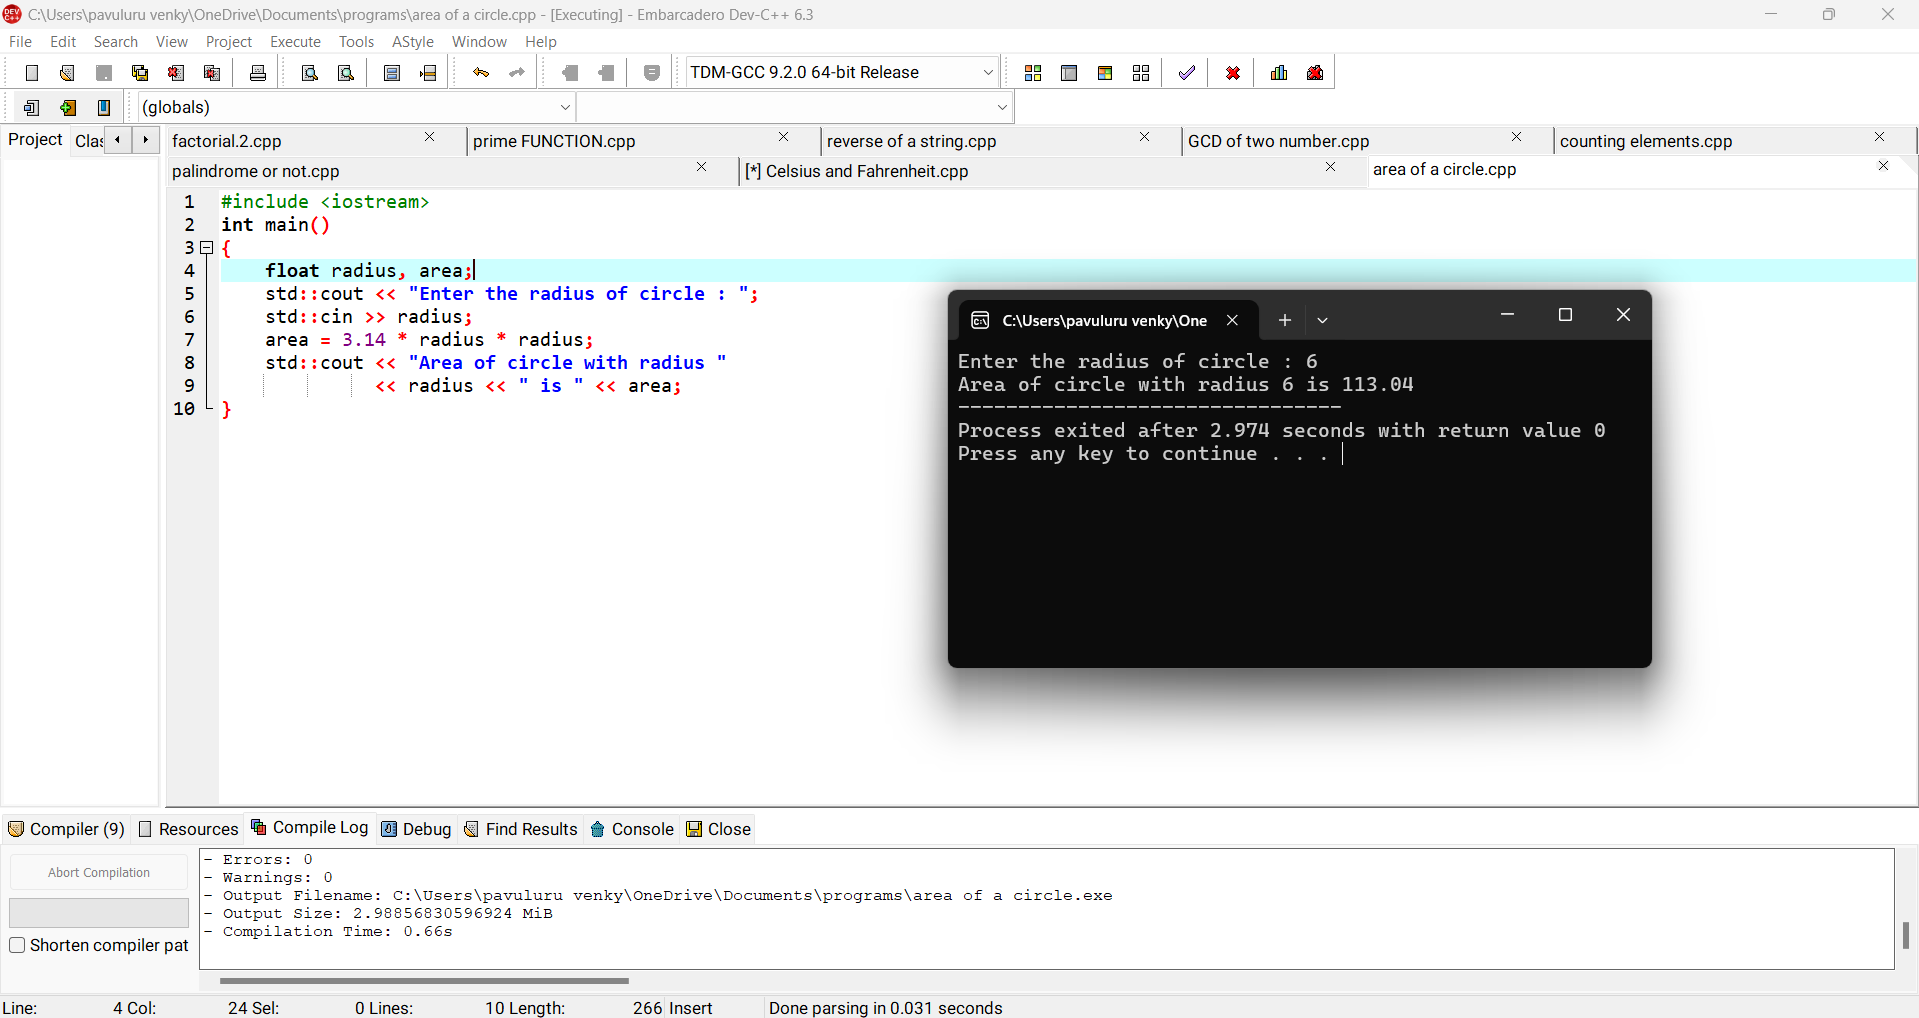 C:\Users\pavuluru venky\OneDrive\Documents\programs\area of a circle.cpp - [Executing] - Embarcadero Dev-C++ 6.3
File Edit Search View Project Execute Tools AStyle Window Help
TDM-GCC 9.2.0 64-bit Release
(globals)
Project Clas factorial.2.cpp prime FUNCTION.cpp reverse of a string.cpp GCD of two number.cpp counting elements.cpp
palindrome or not.cpp [*] Celsius and Fahrenheit.cpp area of a circle.cpp
1 #include <iostream>
2 int main()
3 {
4 float radius, area;
5 std::cout << "Enter the radius of circle : ";
6 std::cin >> radius;
7 area = 3.14 * radius * radius;
8 std::cout << "Area of circle with radius "
9 << radius << " is " << area;
10 }
C:\Users\pavuluru venky\One
Enter the radius of circle : 6
Area of circle with radius 6 is 113.04
--------------------------------
Process exited after 2.974 seconds with return value 0
Press any key to continue . . .
Compiler (9) Resources Compile Log Debug Find Results Console Close
Abort Compilation
Shorten compiler pat
- Errors: 0
- Warnings: 0
- Output Filename: C:\Users\pavuluru venky\OneDrive\Documents\programs\area of a circle.exe
- Output Size: 2.98856830596924 MiB
- Compilation Time: 0.66s
Line: 4 Col: 24 Sel: 0 Lines: 10 Length: 266 Insert Done parsing in 0.031 seconds